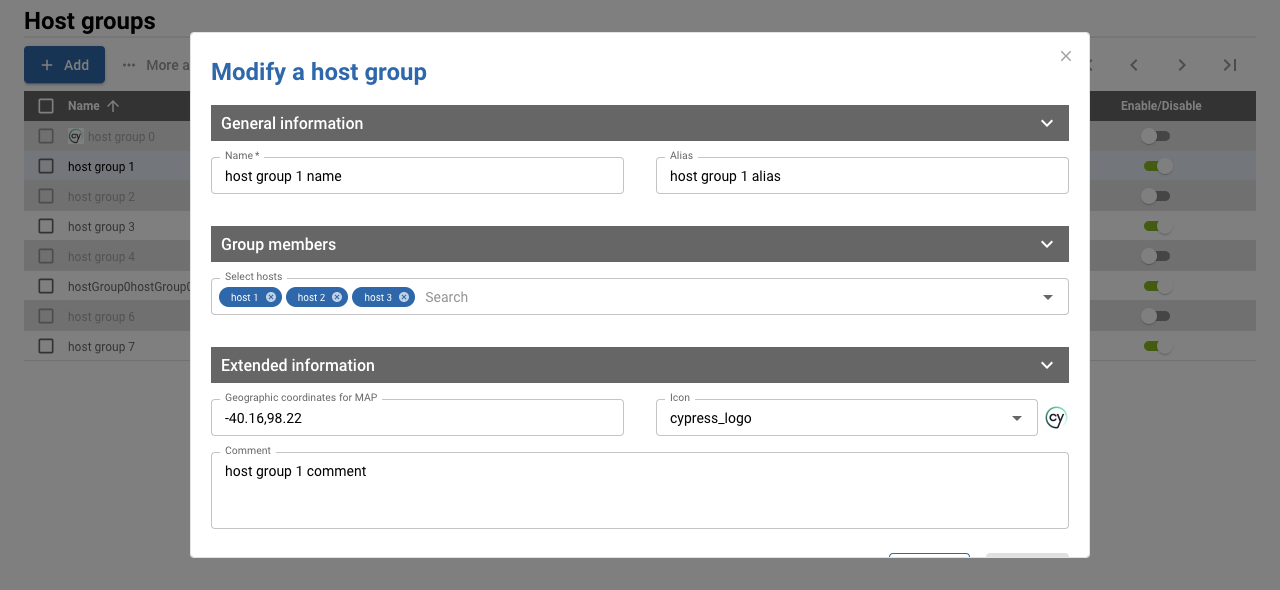 Host groups
Add
More a
Name
Enable/Disable
cy host group 0
host group 1
host group 2
host group 3
host group 4
hostGroup0hostGroup0
host group 6
host group 7
Modify a host group
General information
Name *
host group 1 name
Alias
host group 1 alias
Group members
Select hosts
host 1 host 2 host 3 Search
Extended information
Geographic coordinates for MAP
-40.16,98.22
Icon
cypress_logo
cy
Comment
host group 1 comment